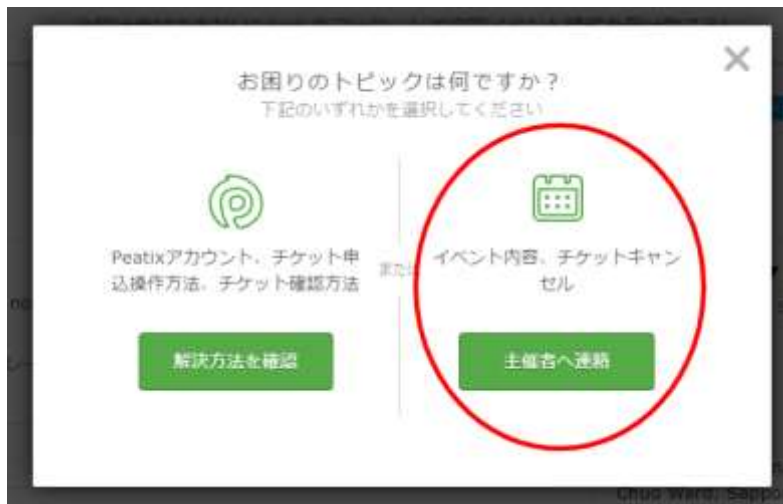 お困りのトピックは何ですか？
下記のいずれかを選択してください
Peatixアカウント、チケット申
込操作方法、チケット確認方法
解決方法を確認
または
イベント内容、チケットキャン
セル
主催者へ連絡
Chuo Ward, Sapp